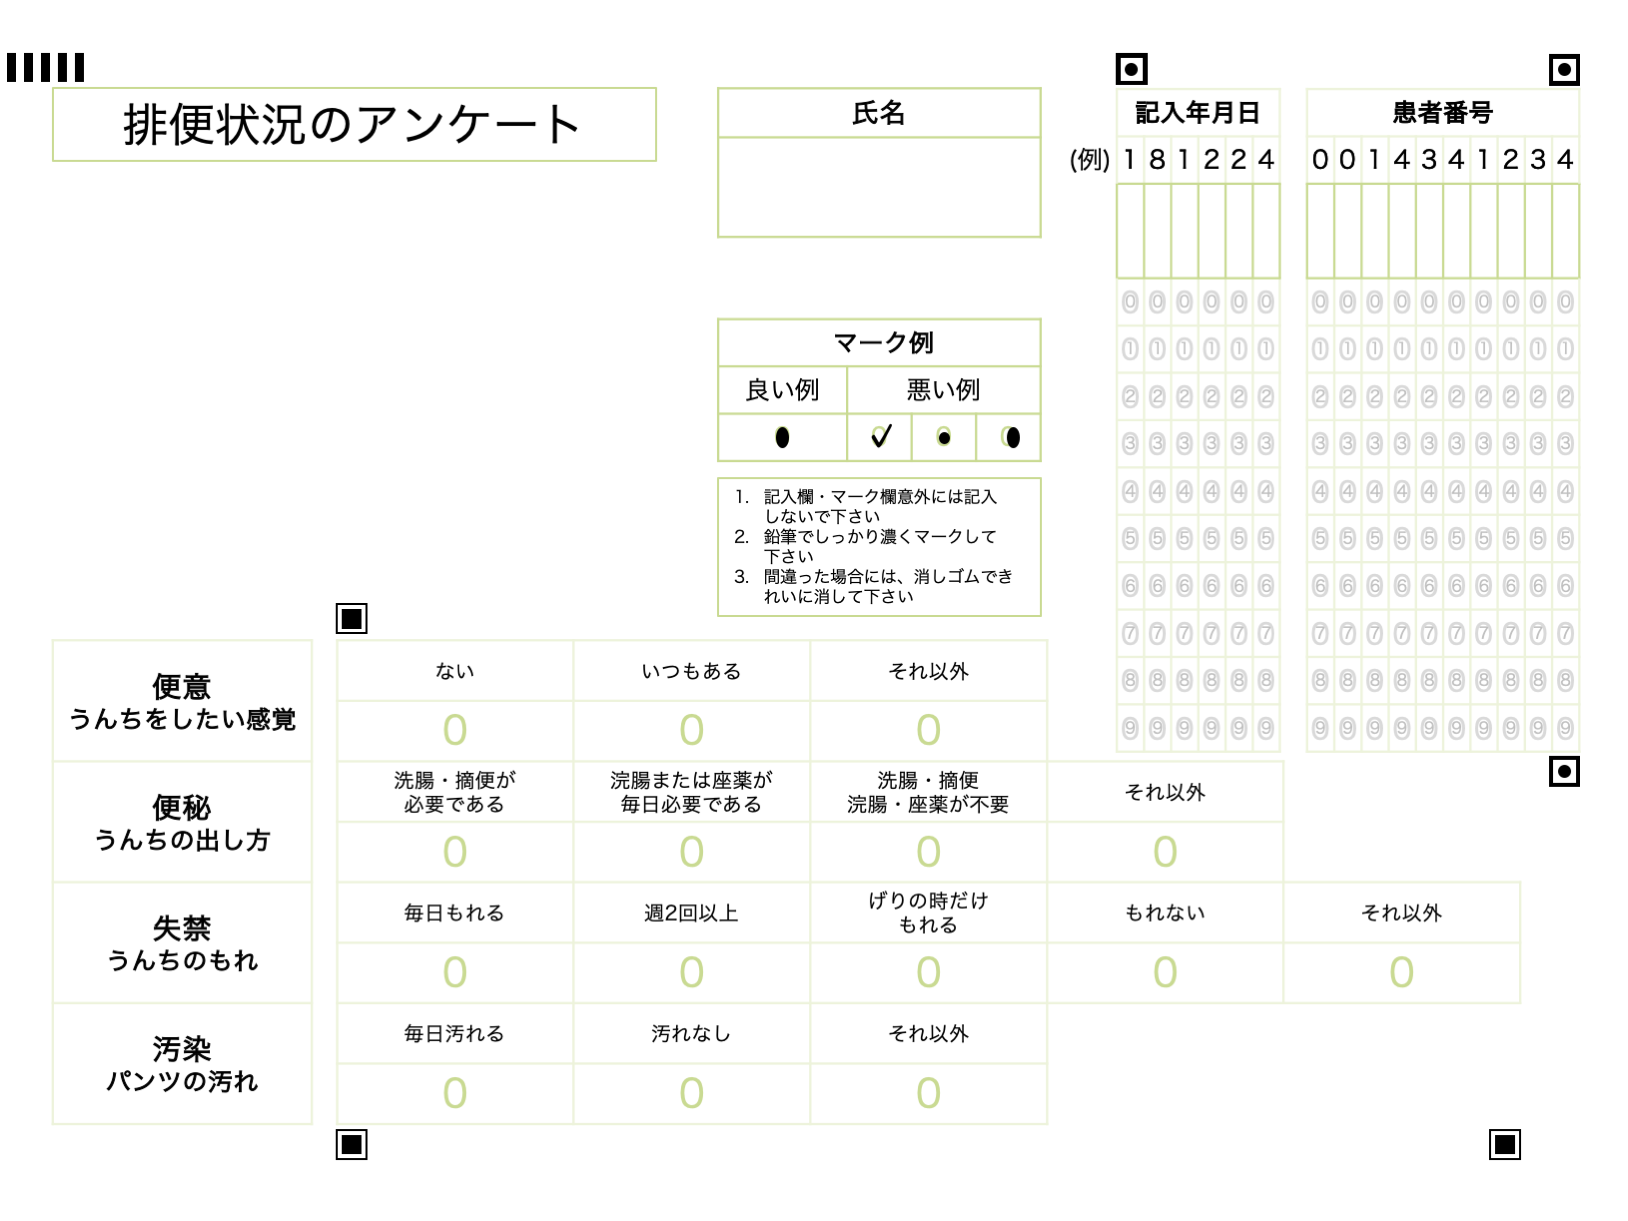 排便状況のアンケート
氏名
記入年月日
患者番号
(例) 1 8 1 2 2 4
0 0 1 4 3 4 1 2 3 4
マーク例
良い例
悪い例
1. 記入欄・マーク欄意外には記入
しないで下さい
2. 鉛筆でしっかり濃くマークして
下さい
3. 間違った場合には、消しゴムでき
れいに消して下さい
0 0 0 0 0 0 0 0 0 0 0 0 0 0 0 0
1 1 1 1 1 1 1 1 1 1 1 1 1 1 1 1
2 2 2 2 2 2 2 2 2 2 2 2 2 2 2 2
3 3 3 3 3 3 3 3 3 3 3 3 3 3 3 3
4 4 4 4 4 4 4 4 4 4 4 4 4 4 4 4
5 5 5 5 5 5 5 5 5 5 5 5 5 5 5 5
6 6 6 6 6 6 6 6 6 6 6 6 6 6 6 6
7 7 7 7 7 7 7 7 7 7 7 7 7 7 7 7
8 8 8 8 8 8 8 8 8 8 8 8 8 8 8 8
9 9 9 9 9 9 9 9 9 9 9 9 9 9 9 9
便意
うんちをしたい感覚
ない
いつもある
それ以外
0 0 0
便秘
うんちの出し方
洗腸・摘便が
必要である
浣腸または座薬が
毎日必要である
洗腸・摘便
浣腸・座薬が不要
それ以外
0 0 0 0
失禁
うんちのもれ
毎日もれる
週2回以上
げりの時だけ
もれる
もれない
それ以外
0 0 0 0 0
汚染
パンツの汚れ
毎日汚れる
汚れなし
それ以外
0 0 0